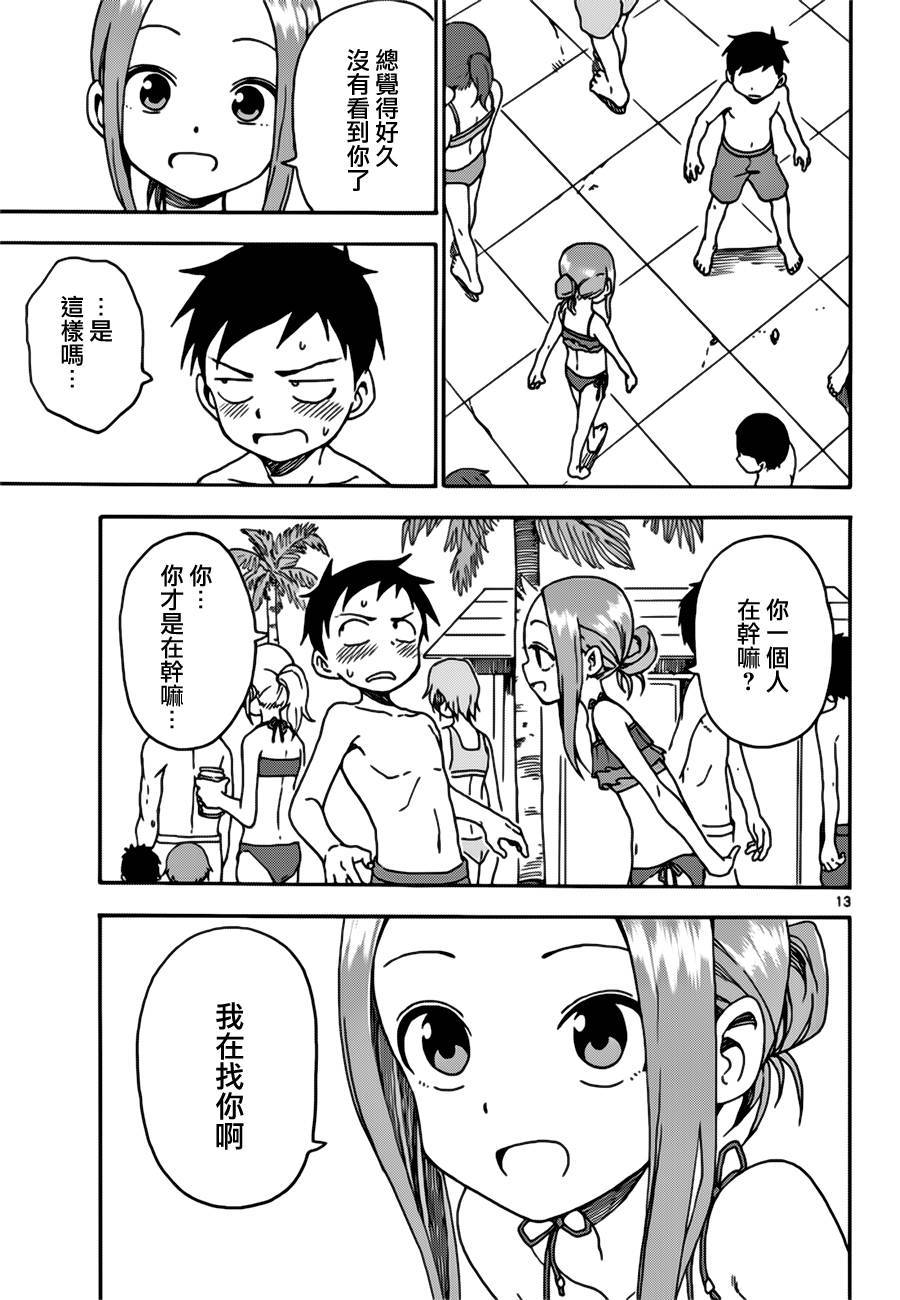 總覺得好久
沒有看到你了
…是
這樣嗎…
你一個人
在幹嘛?
你…
你才是在幹嘛…
13
我在找你啊